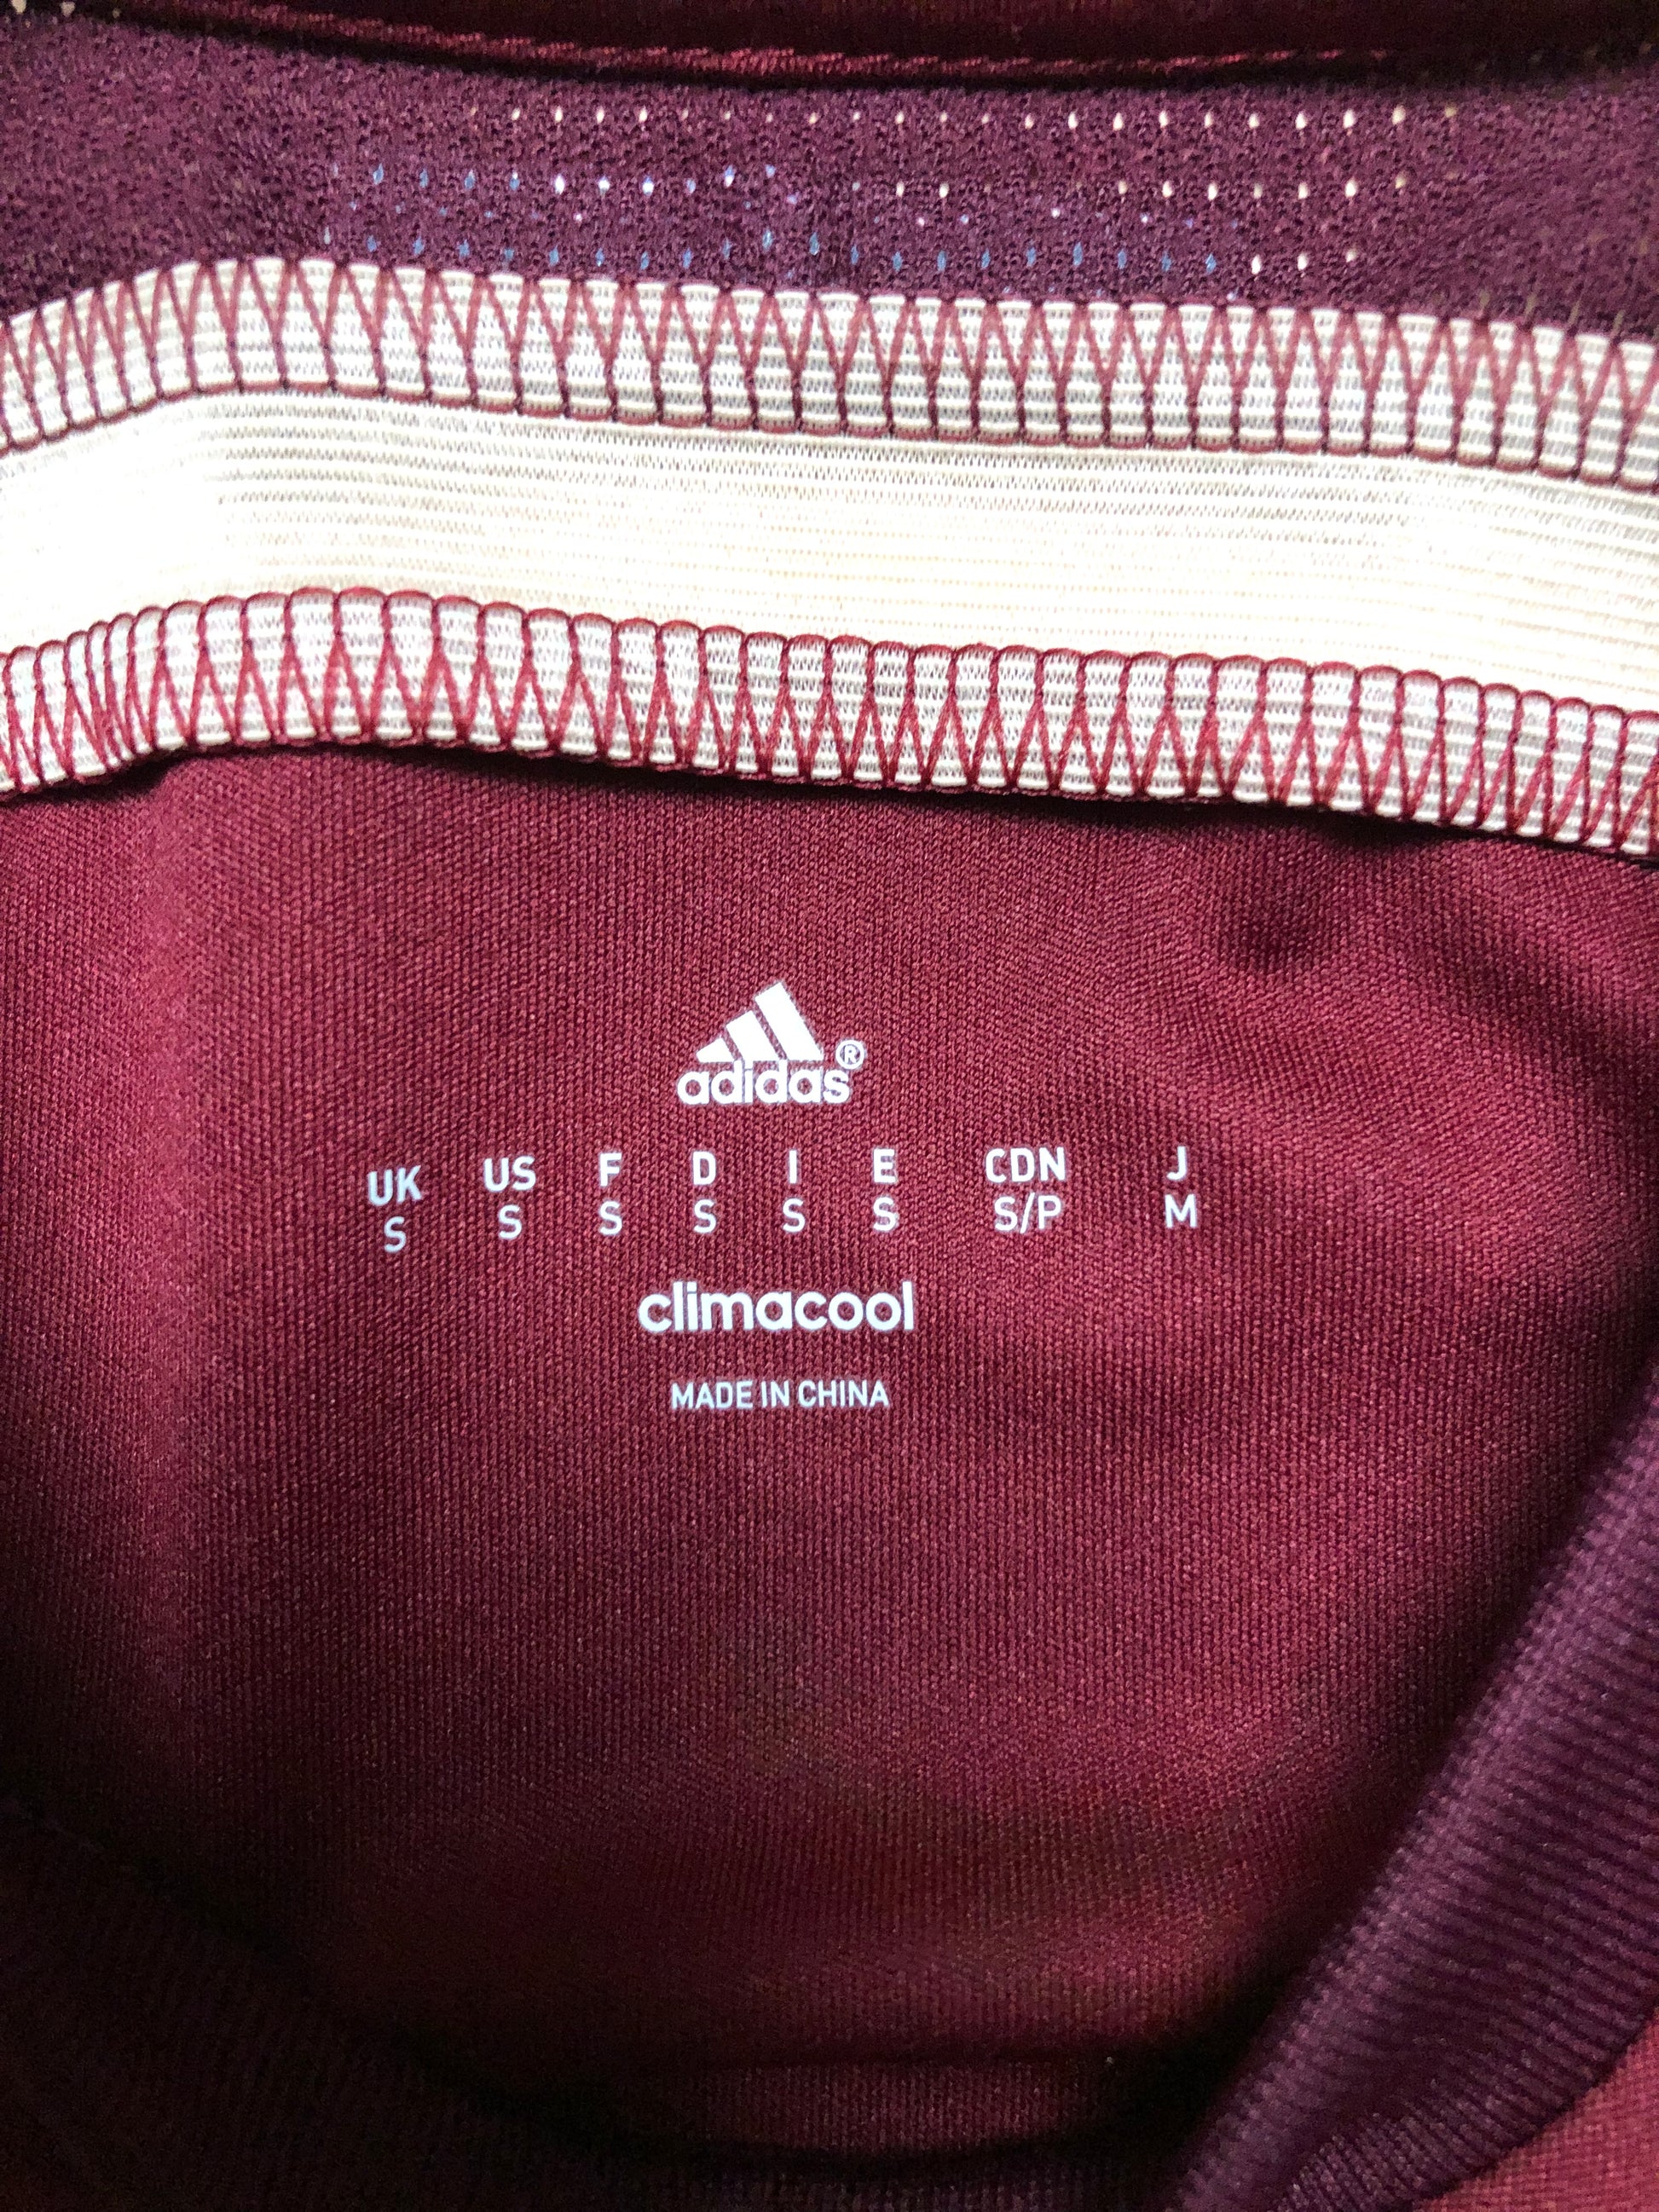 adidas®
UK US F D I E CDN J
S S S S S S S/P M
climacool
MADE IN CHINA